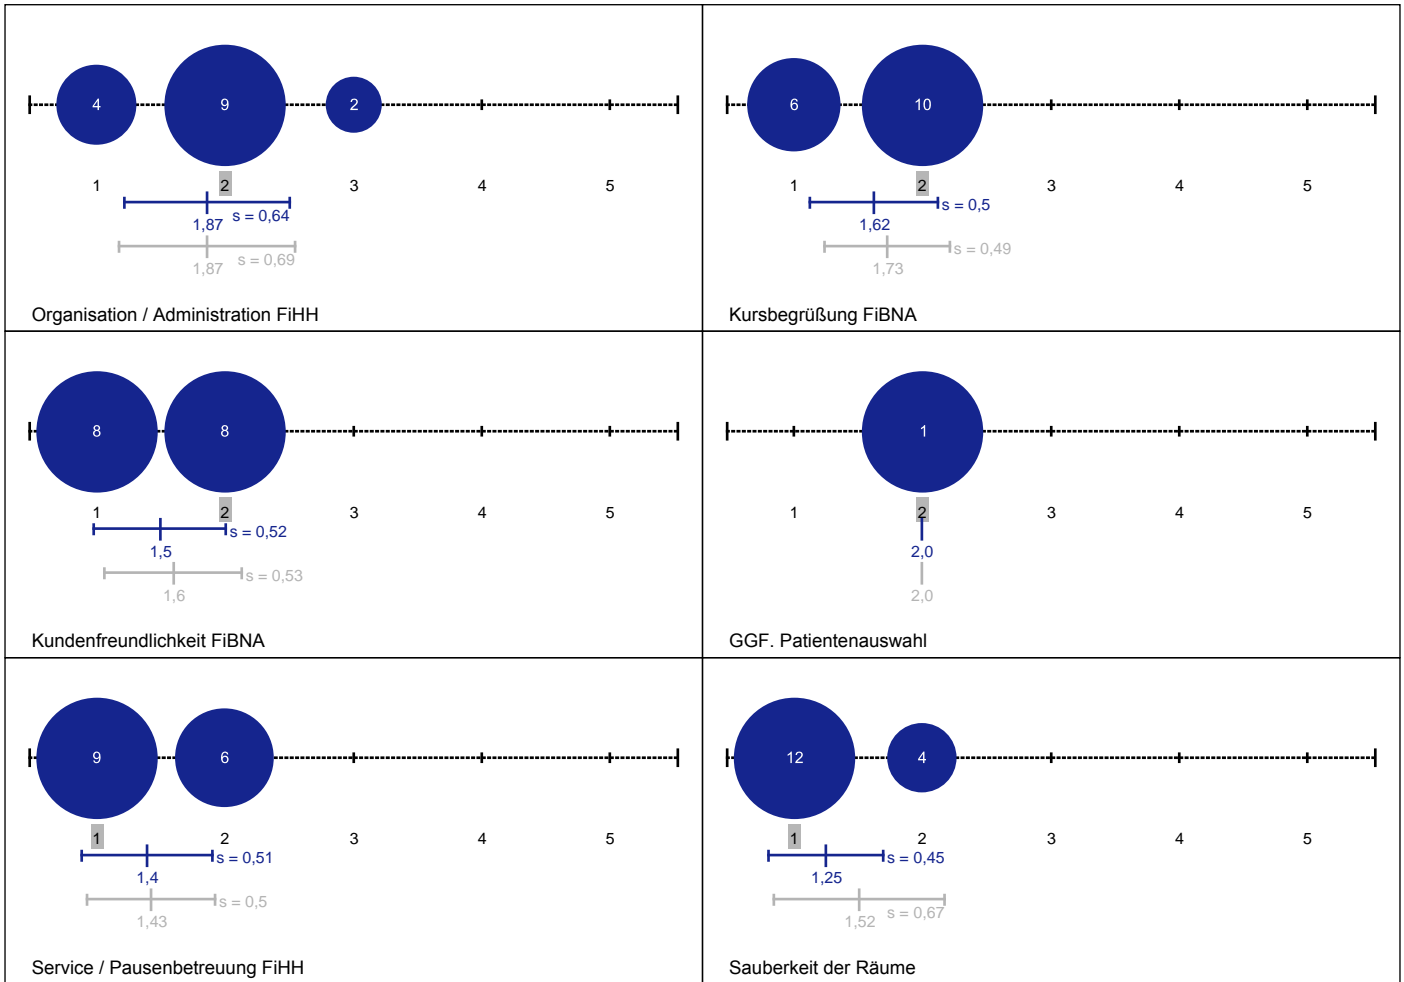 4 9 2
1 2 3 4 5
s = 0,64
1,87
s = 0,69
1,87
Organisation / Administration FiHH
6 10
1 2 3 4 5
s = 0,5
1,62
s = 0,49
1,73
Kursbegrüßung FiBNA
8 8
1 2 3 4 5
s = 0,52
1,5
s = 0,53
1,6
Kundenfreundlichkeit FiBNA
1
1 2 3 4 5
2,0
2,0
GGF. Patientenauswahl
9 6
1 2 3 4 5
s = 0,51
1,4
s = 0,5
1,43
Service / Pausenbetreuung FiHH
12 4
1 2 3 4 5
s = 0,45
1,25
s = 0,67
1,52
Sauberkeit der Räume